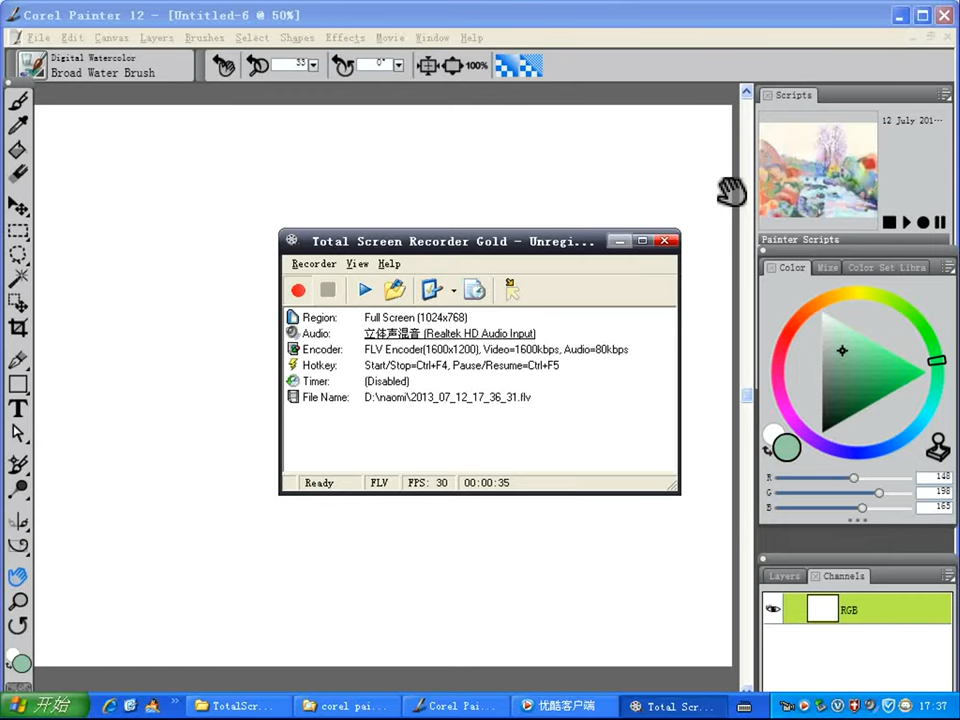 Corel Painter 12 - [Untitled-6 @ 50%]
File Edit Canvas Layers Brushes Select Shapes Effects Movie Window Help
Digital Watercolor
Broad Water Brush
33
0°
100%
Scripts
12 July 201...
Painter Scripts
Color Mixe Color Set Libra
R 148
G 198
B 165
Layers Channels
RGB
Total Screen Recorder Gold - Unregi...
Recorder View Help
Region: Full Screen (1024x768)
Audio: 立体声混音 (Realtek HD Audio Input)
Encoder: FLV Encoder(1600x1200), Video=1600kbps, Audio=80kbps
Hotkey: Start/Stop=Ctrl+F4, Pause/Resume=Ctrl+F5
Timer: (Disabled)
File Name: D:\naomi\2013_07_12_17_36_31.flv
Ready FLV FPS: 30 00:00:35
T
开始 » TotalScr... corel pai... Corel Pai... 优酷客户端 Total Scr... 17:37